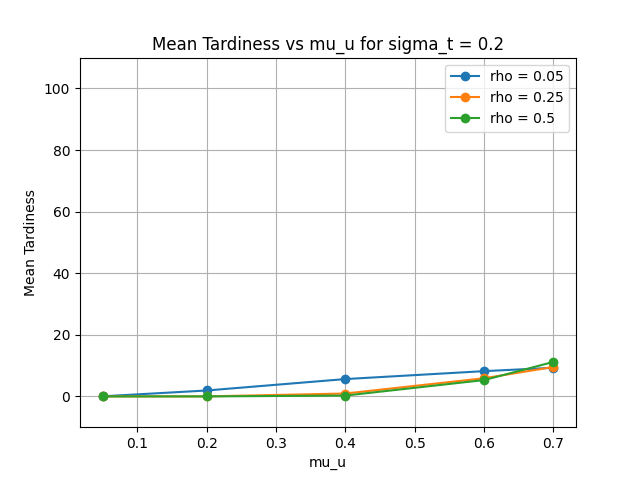 Mean Tardiness vs mu_u for sigma_t = 0.2
rho = 0.05
rho = 0.25
rho = 0.5
Mean Tardiness
100
80
60
40
20
0
0.1 0.2 0.3 0.4 0.5 0.6 0.7
mu_u